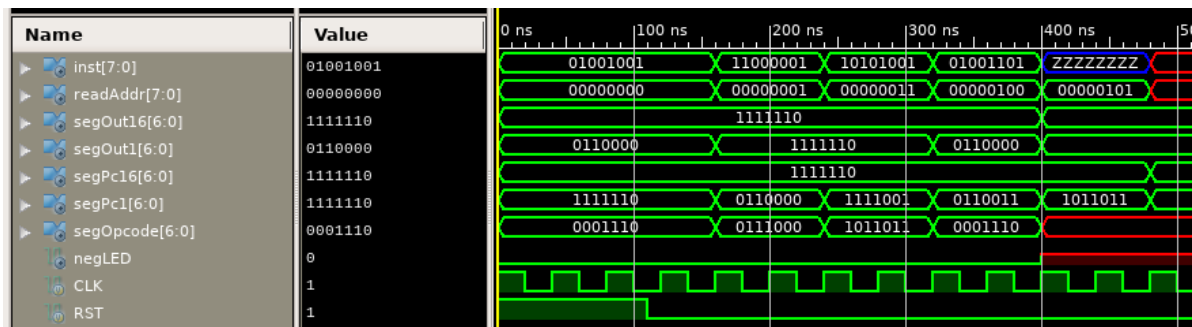 Name Value 0 ns 100 ns 200 ns 300 ns 400 ns 50
inst[7:0] 01001001 01001001 11000001 10101001 01001101 ZZZZZZZZ
readAddr[7:0] 00000000 00000000 00000001 00000011 00000100 00000101
segOut16[6:0] 1111110 1111110
segOut1[6:0] 0110000 0110000 1111110 0110000
segPc16[6:0] 1111110 1111110
segPc1[6:0] 1111110 1111110 0110000 1111001 0110011 1011011
segOpcode[6:0] 0001110 0001110 0111000 1011011 0001110
negLED 0
CLK 1
RST 1